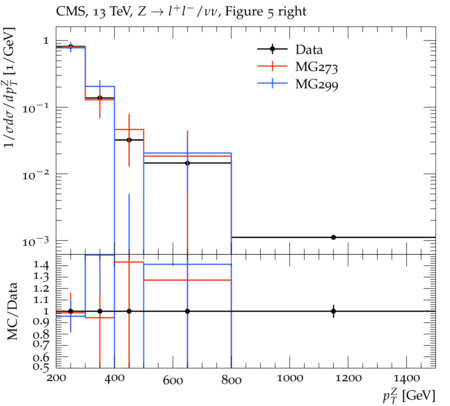 CMS, 13 TeV, Z → l⁺l⁻/νν, Figure 5 right
1/σdσ/dp_T^Z [1/GeV]
1
10⁻¹
10⁻²
10⁻³
Data
MG273
MG299
MC/Data
1.4
1.3
1.2
1.1
1
0.9
0.8
0.7
0.6
0.5
200 400 600 800 1000 1200 1400
p_T^Z [GeV]